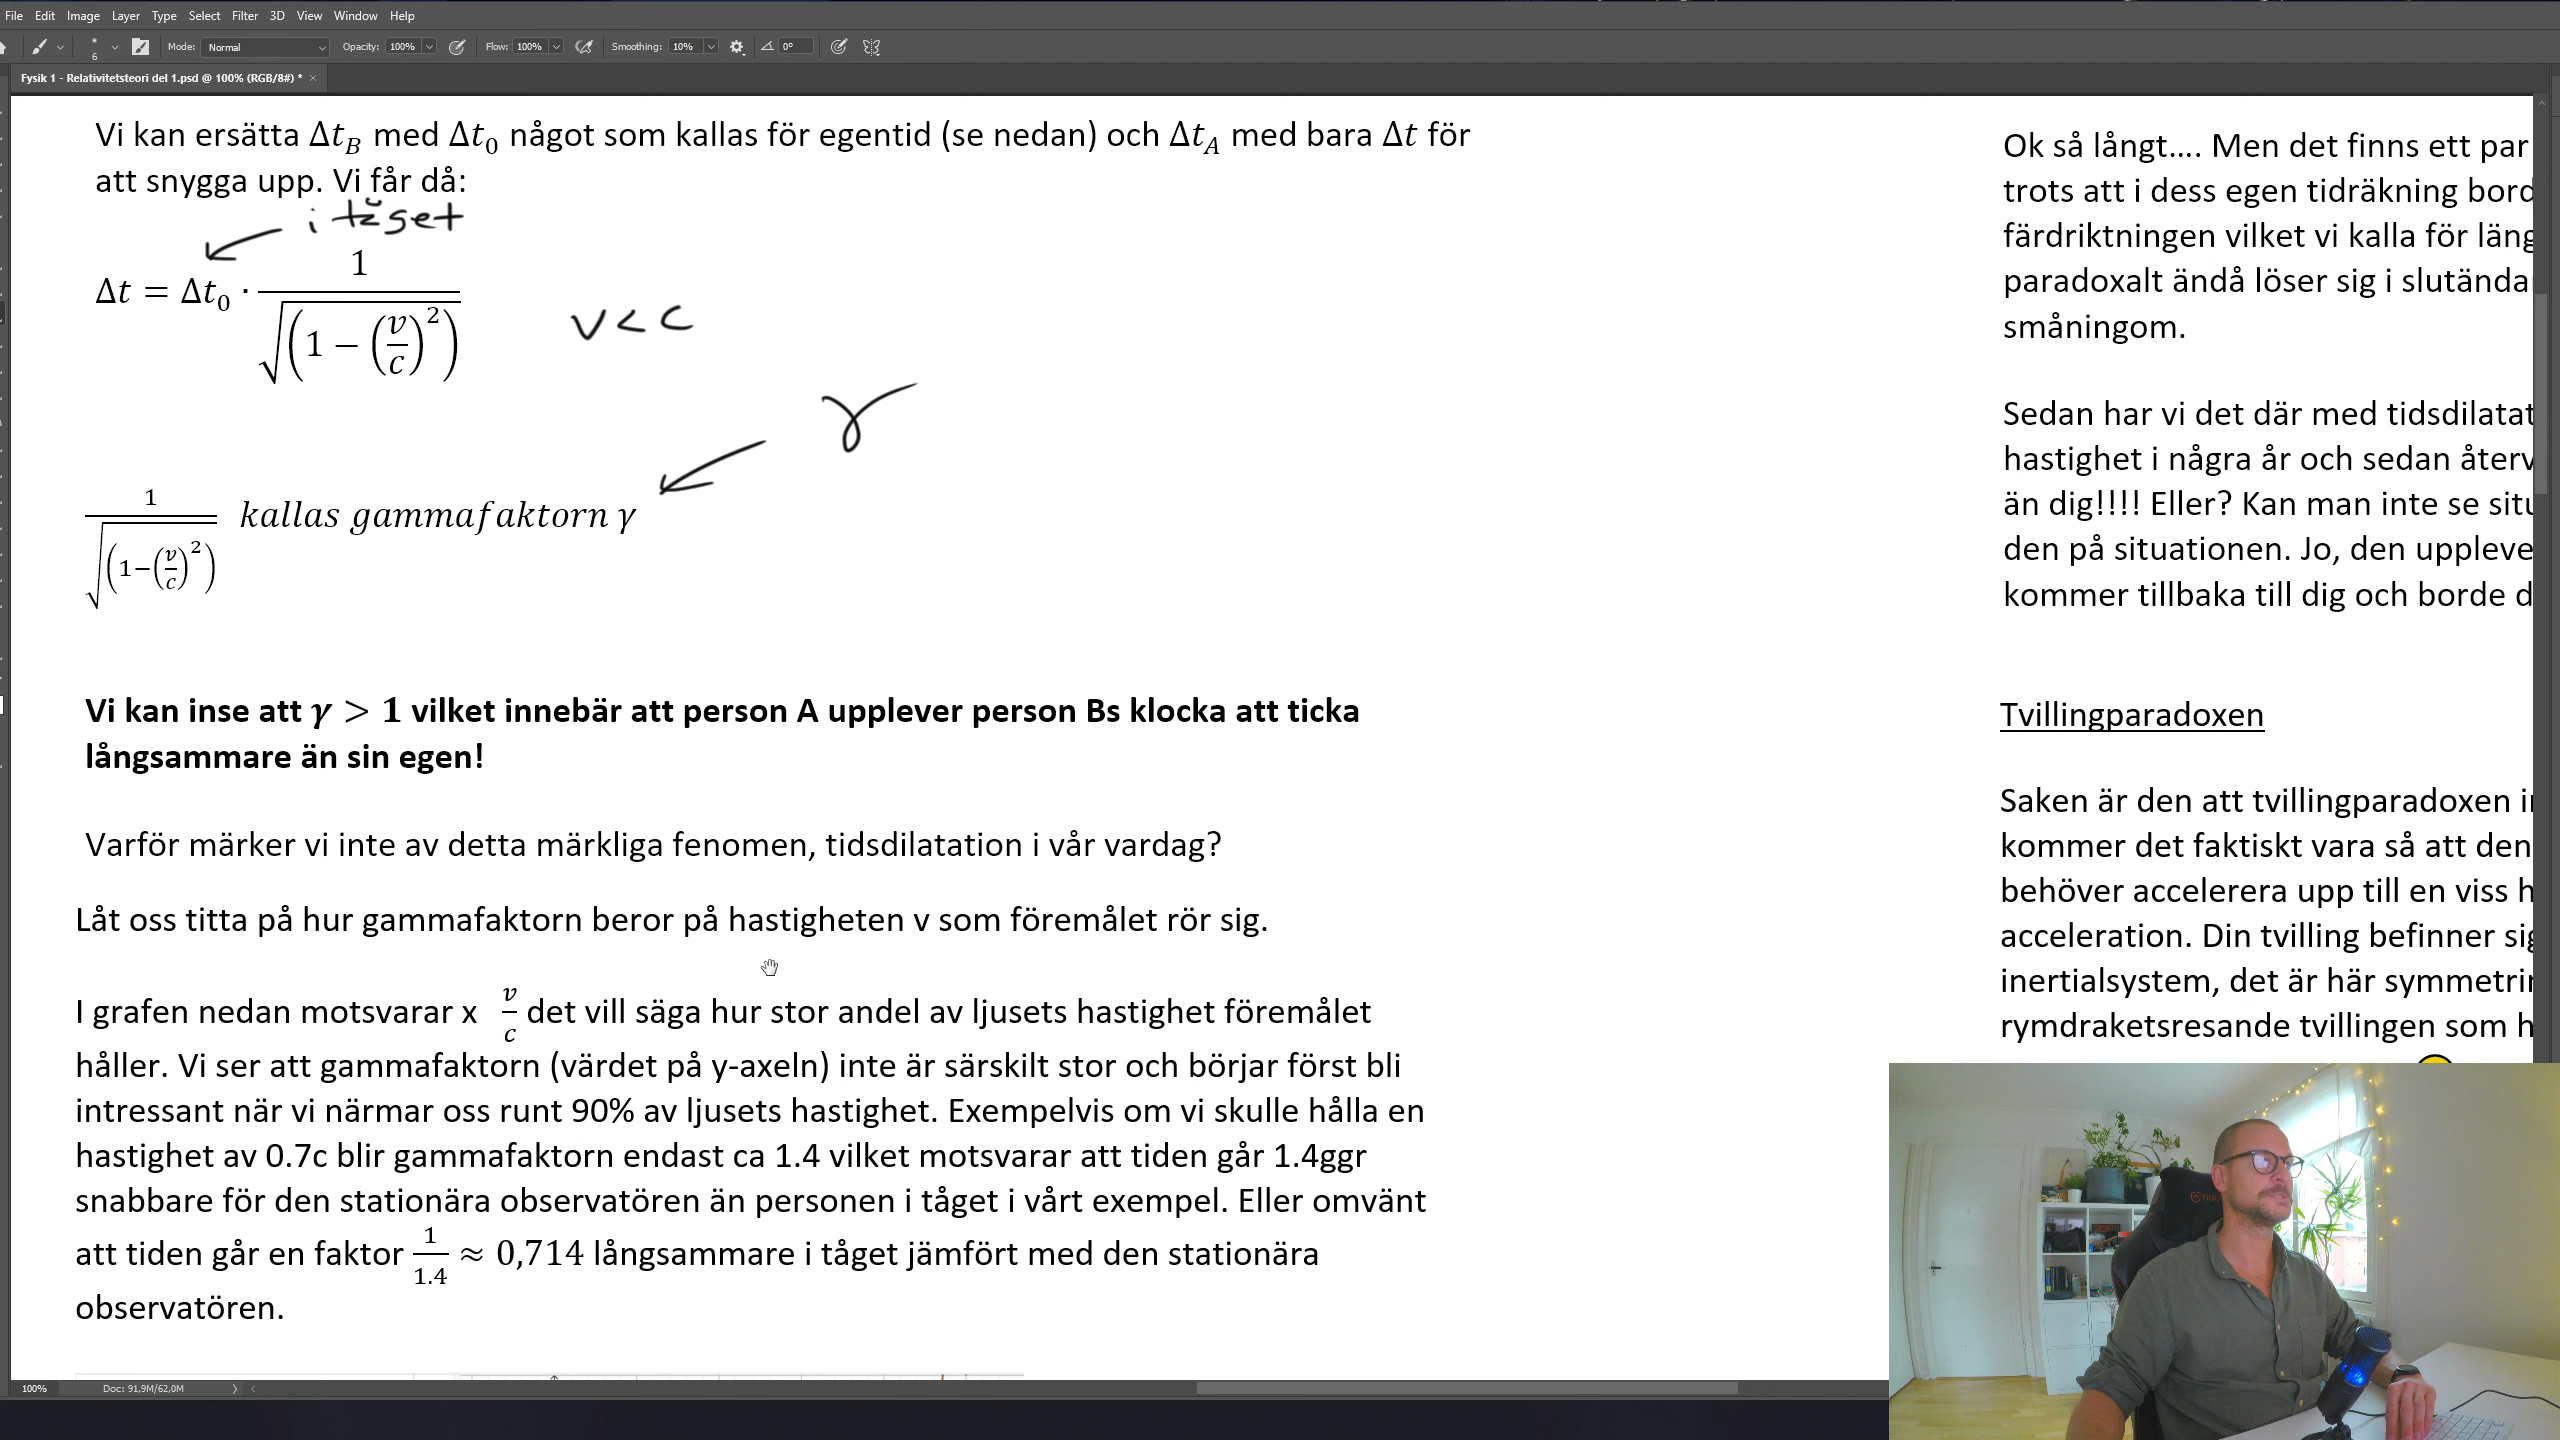 File Edit Image Layer Type Select Filter 3D View Window Help
6 Mode: Normal Opacity: 100% Flow: 100% Smoothing: 10% 0°
Fysik 1 - Relativitetsteori del 1.psd @ 100% (RGB/8#) * ×
Vi kan ersätta Δt_B med Δt_0 något som kallas för egentid (se nedan) och Δt_A med bara Δt för
att snygga upp. Vi får då:
i tåget
Δt = Δt_0 · 1/√((1 − (v/c)^2))
v < c
γ
1/√((1−(v/c)^2)) kallas gammafaktorn γ
Vi kan inse att γ > 1 vilket innebär att person A upplever person Bs klocka att ticka
långsammare än sin egen!
Varför märker vi inte av detta märkliga fenomen, tidsdilatation i vår vardag?
Låt oss titta på hur gammafaktorn beror på hastigheten v som föremålet rör sig.
I grafen nedan motsvarar x v/c det vill säga hur stor andel av ljusets hastighet föremålet
håller. Vi ser att gammafaktorn (värdet på y-axeln) inte är särskilt stor och börjar först bli
intressant när vi närmar oss runt 90% av ljusets hastighet. Exempelvis om vi skulle hålla en
hastighet av 0.7c blir gammafaktorn endast ca 1.4 vilket motsvarar att tiden går 1.4ggr
snabbare för den stationära observatören än personen i tåget i vårt exempel. Eller omvänt
att tiden går en faktor 1/1.4 ≈ 0,714 långsammare i tåget jämfört med den stationära
observatören.
Ok så långt.... Men det finns ett par
trots att i dess egen tidräkning bord
färdriktningen vilket vi kalla för läng
paradoxalt ändå löser sig i slutända
småningom.
Sedan har vi det där med tidsdilatat
hastighet i några år och sedan återv
än dig!!!! Eller? Kan man inte se situ
den på situationen. Jo, den uppleve
kommer tillbaka till dig och borde d
Tvillingparadoxen
Saken är den att tvillingparadoxen i
kommer det faktiskt vara så att den
behöver accelerera upp till en viss h
acceleration. Din tvilling befinner sig
inertialsystem, det är här symmetri
rymdraketsresande tvillingen som h
100% Doc: 91,9M/62,0M